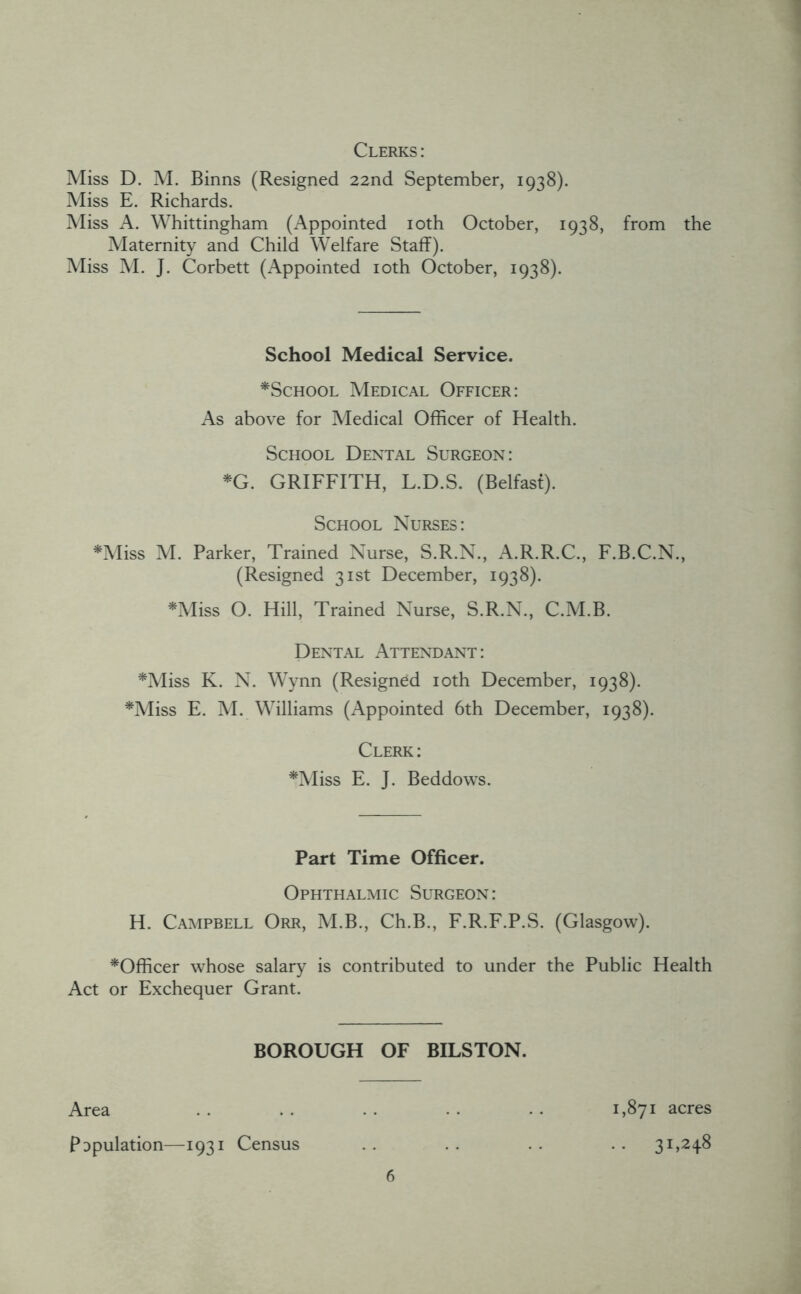 CLERKS:
Miss D. M. Binns (Resigned 22nd September, 1938).
Miss E. Richards.
Miss A. Whittingham (Appointed 10th October, 1938, from the
Maternity and Child Welfare Staff).
Miss M. J. Corbett (Appointed 10th October, 1938).
School Medical Service.
*SCHOOL MEDICAL OFFICER:
As above for Medical Officer of Health.
SCHOOL DENTAL SURGEON:
*G. GRIFFITH, L.D.S. (Belfast).
SCHOOL NURSES:
*Miss M. Parker, Trained Nurse, S.R.N., A.R.R.C., F.B.C.N.,
(Resigned 31st December, 1938).
*Miss O. Hill, Trained Nurse, S.R.N., C.M.B.
DENTAL ATTENDANT:
*Miss K. N. Wynn (Resigned 10th December, 1938).
*Miss E. M. Williams (Appointed 6th December, 1938).
CLERK:
*Miss E. J. Beddows.
Part Time Officer.
OPHTHALMIC SURGEON:
H. CAMPBELL ORR, M.B., Ch.B., F.R.F.P.S. (Glasgow).
*Officer whose salary is contributed to under the Public Health
Act or Exchequer Grant.
BOROUGH OF BILSTON.
Area .. .. .. .. .. 1,871 acres
Population—1931 Census .. .. .. .. 31,248
6